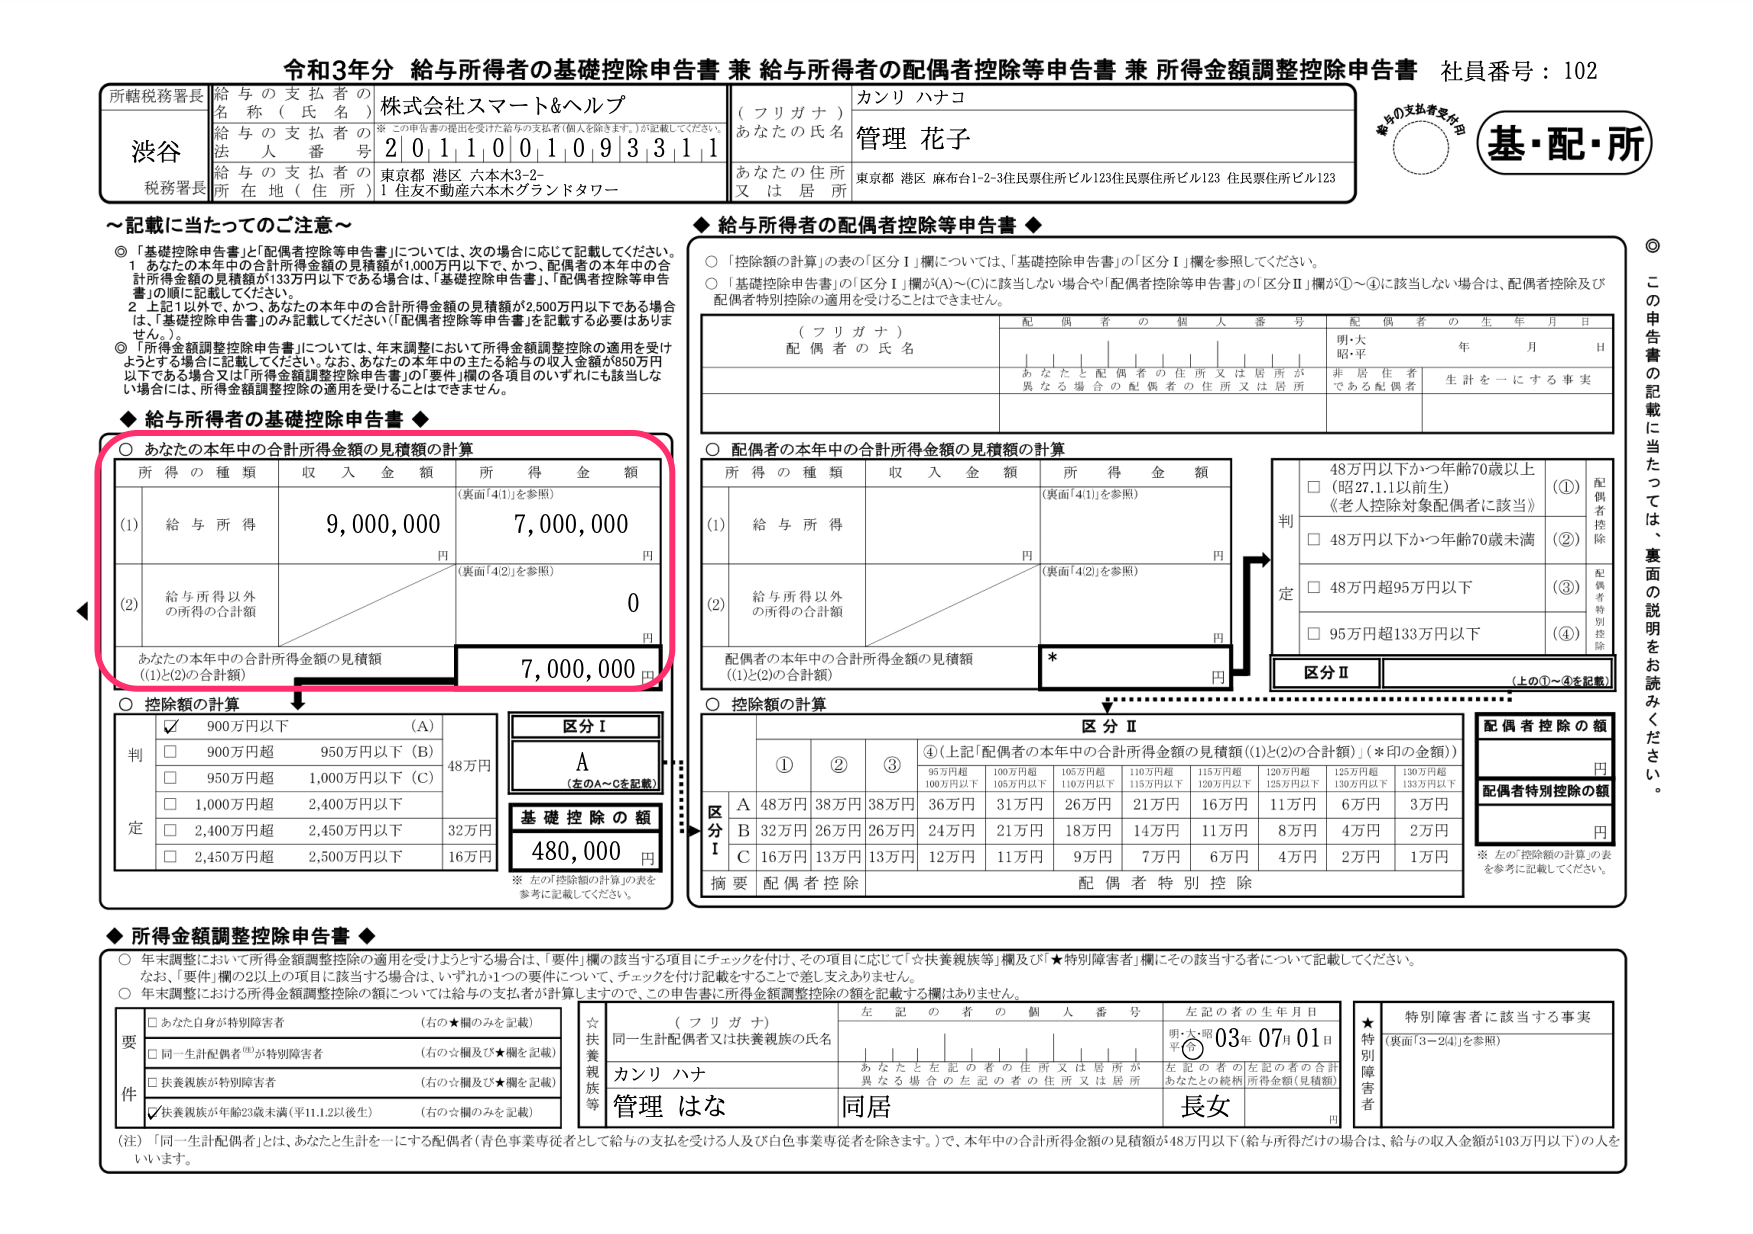 令和3年分 給与所得者の基礎控除申告書 兼 給与所得者の配偶者控除等申告書 兼 所得金額調整控除申告書 社員番号：102
所轄税務署長
渋谷
税務署長
給与の支払者の名称(氏名)
株式会社スマート&ヘルプ
給与の支払者の法人番号
※ この申告書の提出を受けた給与の支払者(個人を除きます。)が記載してください。
2011001093311
給与の支払者の所在地(住所)
東京都 港区 六本木3-2-
1 住友不動産六本木グランドタワー
(フリガナ)
あなたの氏名
カンリ ハナコ
管理 花子
あなたの住所又は居所
東京都 港区 麻布台1-2-3住民票住所ビル123住民票住所ビル123 住民票住所ビル123
給与の支払者受付印
基・配・所
～記載に当たってのご注意～
◎ 「基礎控除申告書」と「配偶者控除等申告書」については、次の場合に応じて記載してください。
1 あなたの本年中の合計所得金額の見積額が1,000万円以下で、かつ、配偶者の本年中の合
計所得金額の見積額が133万円以下である場合は、「基礎控除申告書」、「配偶者控除等申告
書」の順に記載してください。
2 上記1以外で、かつ、あなたの本年中の合計所得金額の見積額が2,500万円以下である場合
は、「基礎控除申告書」のみ記載してください(「配偶者控除等申告書」を記載する必要はありま
せん。)。
◎ 「所得金額調整控除申告書」については、年末調整において所得金額調整控除の適用を受け
ようとする場合に記載してください。なお、あなたの本年中の主たる給与の収入金額が850万円
以下である場合又は「所得金額調整控除申告書」の「要件」欄の各項目のいずれにも該当しな
い場合には、所得金額調整控除の適用を受けることはできません。
◆ 給与所得者の基礎控除申告書 ◆
○ あなたの本年中の合計所得金額の見積額の計算
所得の種類 収入金額 所得金額
(1) 給与所得 9,000,000 円 (裏面「4(1)」を参照) 7,000,000 円
(2) 給与所得以外の所得の合計額 (裏面「4(2)」を参照) 0 円
あなたの本年中の合計所得金額の見積額
((1)と(2)の合計額) 7,000,000 円
○ 控除額の計算
判定
☑ 900万円以下 (A)
□ 900万円超 950万円以下 (B)
□ 950万円超 1,000万円以下 (C)
□ 1,000万円超 2,400万円以下
48万円
□ 2,400万円超 2,450万円以下 32万円
□ 2,450万円超 2,500万円以下 16万円
区分Ⅰ
A
(左のA～Cを記載)
基礎控除の額
480,000 円
※ 左の「控除額の計算」の表を
参考に記載してください。
◆ 給与所得者の配偶者控除等申告書 ◆
○ 「控除額の計算」の表の「区分Ⅰ」欄については、「基礎控除申告書」の「区分Ⅰ」欄を参照してください。
○ 「基礎控除申告書」の「区分Ⅰ」欄が(A)～(C)に該当しない場合や「配偶者控除等申告書」の「区分Ⅱ」欄が①～④に該当しない場合は、配偶者控除及び
配偶者特別控除の適用を受けることはできません。
(フリガナ)
配偶者の氏名
配偶者の個人番号
配偶者の生年月日
明・大
昭・平
年 月 日
あなたと配偶者の住所又は居所が
異なる場合の配偶者の住所又は居所
非居住者
である配偶者
生計を一にする事実
○ 配偶者の本年中の合計所得金額の見積額の計算
所得の種類 収入金額 所得金額
(1) 給与所得 円 (裏面「4(1)」を参照) 円
(2) 給与所得以外の所得の合計額 (裏面「4(2)」を参照) 円
配偶者の本年中の合計所得金額の見積額
((1)と(2)の合計額) * 円
判定
□ 48万円以下かつ年齢70歳以上
(昭27.1.1以前生)
《老人控除対象配偶者に該当》 (①)
□ 48万円以下かつ年齢70歳未満 (②)
配偶者控除
□ 48万円超95万円以下 (③)
□ 95万円超133万円以下 (④)
配偶者特別控除
区分Ⅱ
(上の①～④を記載)
○ 控除額の計算
区分Ⅱ
① ② ③ ④(上記「配偶者の本年中の合計所得金額の見積額((1)と(2)の合計額)」(*印の金額))
95万円超100万円以下 100万円超105万円以下 105万円超110万円以下 110万円超115万円以下 115万円超120万円以下 120万円超125万円以下 125万円超130万円以下 130万円超133万円以下
区分Ⅰ
A 48万円 38万円 38万円 36万円 31万円 26万円 21万円 16万円 11万円 6万円 3万円
B 32万円 26万円 26万円 24万円 21万円 18万円 14万円 11万円 8万円 4万円 2万円
C 16万円 13万円 13万円 12万円 11万円 9万円 7万円 6万円 4万円 2万円 1万円
摘要 配偶者控除 配偶者特別控除
配偶者控除の額
円
配偶者特別控除の額
円
※ 左の「控除額の計算」の表
を参考に記載してください。
◎ この申告書の記載に当たっては、裏面の説明をお読みください。
◆ 所得金額調整控除申告書 ◆
○ 年末調整において所得金額調整控除の適用を受けようとする場合は、「要件」欄の該当する項目にチェックを付け、その項目に応じて「☆扶養親族等」欄及び「★特別障害者」欄にその該当する者について記載してください。
なお、「要件」欄の2以上の項目に該当する場合は、いずれか1つの要件について、チェックを付け記載をすることで差し支えありません。
○ 年末調整における所得金額調整控除の額については給与の支払者が計算しますので、この申告書に所得金額調整控除の額を記載する欄はありません。
要件
□ あなた自身が特別障害者 (右の★欄のみを記載)
□ 同一生計配偶者(注)が特別障害者 (右の☆欄及び★欄を記載)
□ 扶養親族が特別障害者 (右の☆欄及び★欄を記載)
☑ 扶養親族が年齢23歳未満(平11.1.2以後生) (右の☆欄のみを記載)
☆扶養親族等
(フリガナ)
同一生計配偶者又は扶養親族の氏名
カンリ ハナ
管理 はな
左記の者の個人番号
あなたと左記の者の住所又は居所が
異なる場合の左記の者の住所又は居所
同居
左記の者の生年月日
明・大・昭
平・令 03年 07月 01日
左記の者の
あなたとの続柄
長女
左記の者の合計
所得金額(見積額)
円
★特別障害者
特別障害者に該当する事実
(裏面「3－2(4)」を参照)
(注) 「同一生計配偶者」とは、あなたと生計を一にする配偶者(青色事業専従者として給与の支払を受ける人及び白色事業専従者を除きます。)で、本年中の合計所得金額の見積額が48万円以下(給与所得だけの場合は、給与の収入金額が103万円以下)の人を
いいます。